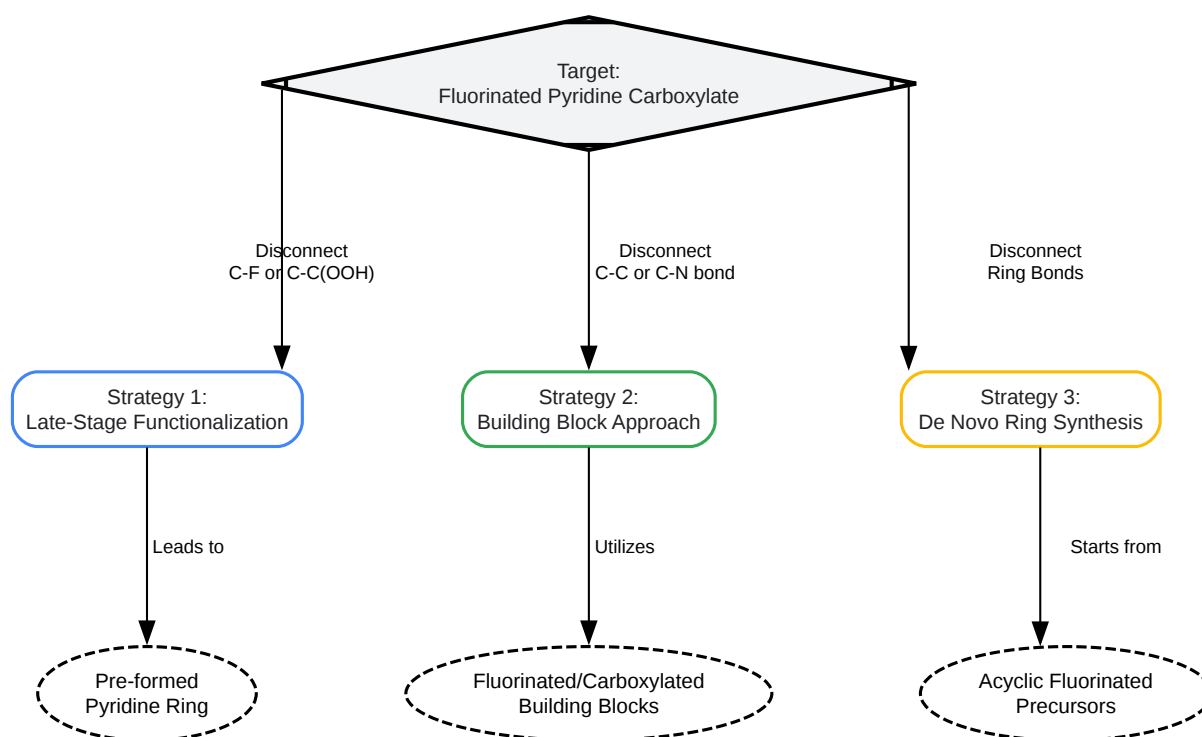 Target:
Fluorinated Pyridine Carboxylate
Disconnect
C-F or C-C(OOH)
Disconnect
C-C or C-N bond
Disconnect
Ring Bonds
Strategy 1:
Late-Stage Functionalization
Strategy 2:
Building Block Approach
Strategy 3:
De Novo Ring Synthesis
Leads to
Utilizes
Starts from
Pre-formed
Pyridine Ring
Fluorinated/Carboxylated
Building Blocks
Acyclic Fluorinated
Precursors